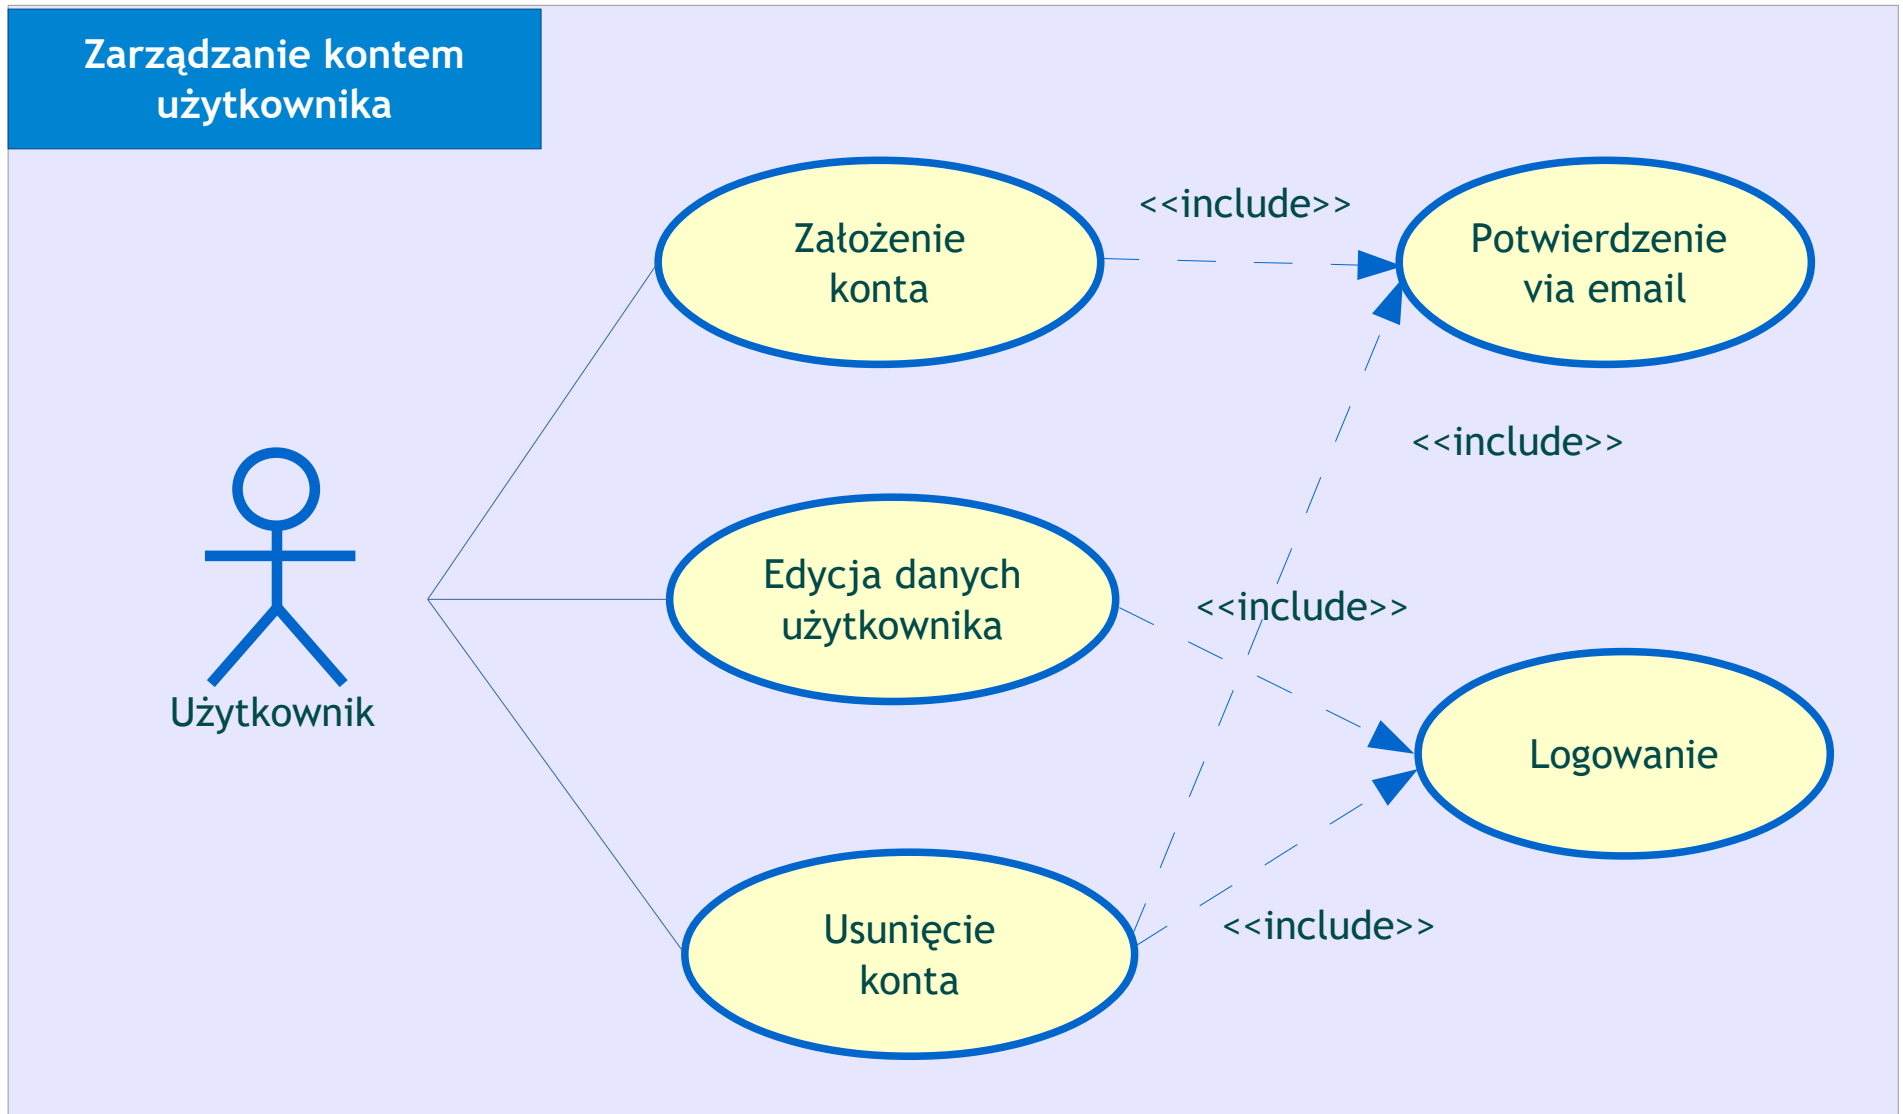 Zarządzanie kontem
użytkownika
Założenie
konta
<<include>>
Potwierdzenie
via email
<<include>>
Edycja danych
użytkownika
<<include>>
Użytkownik
Logowanie
Usunięcie
konta
<<include>>